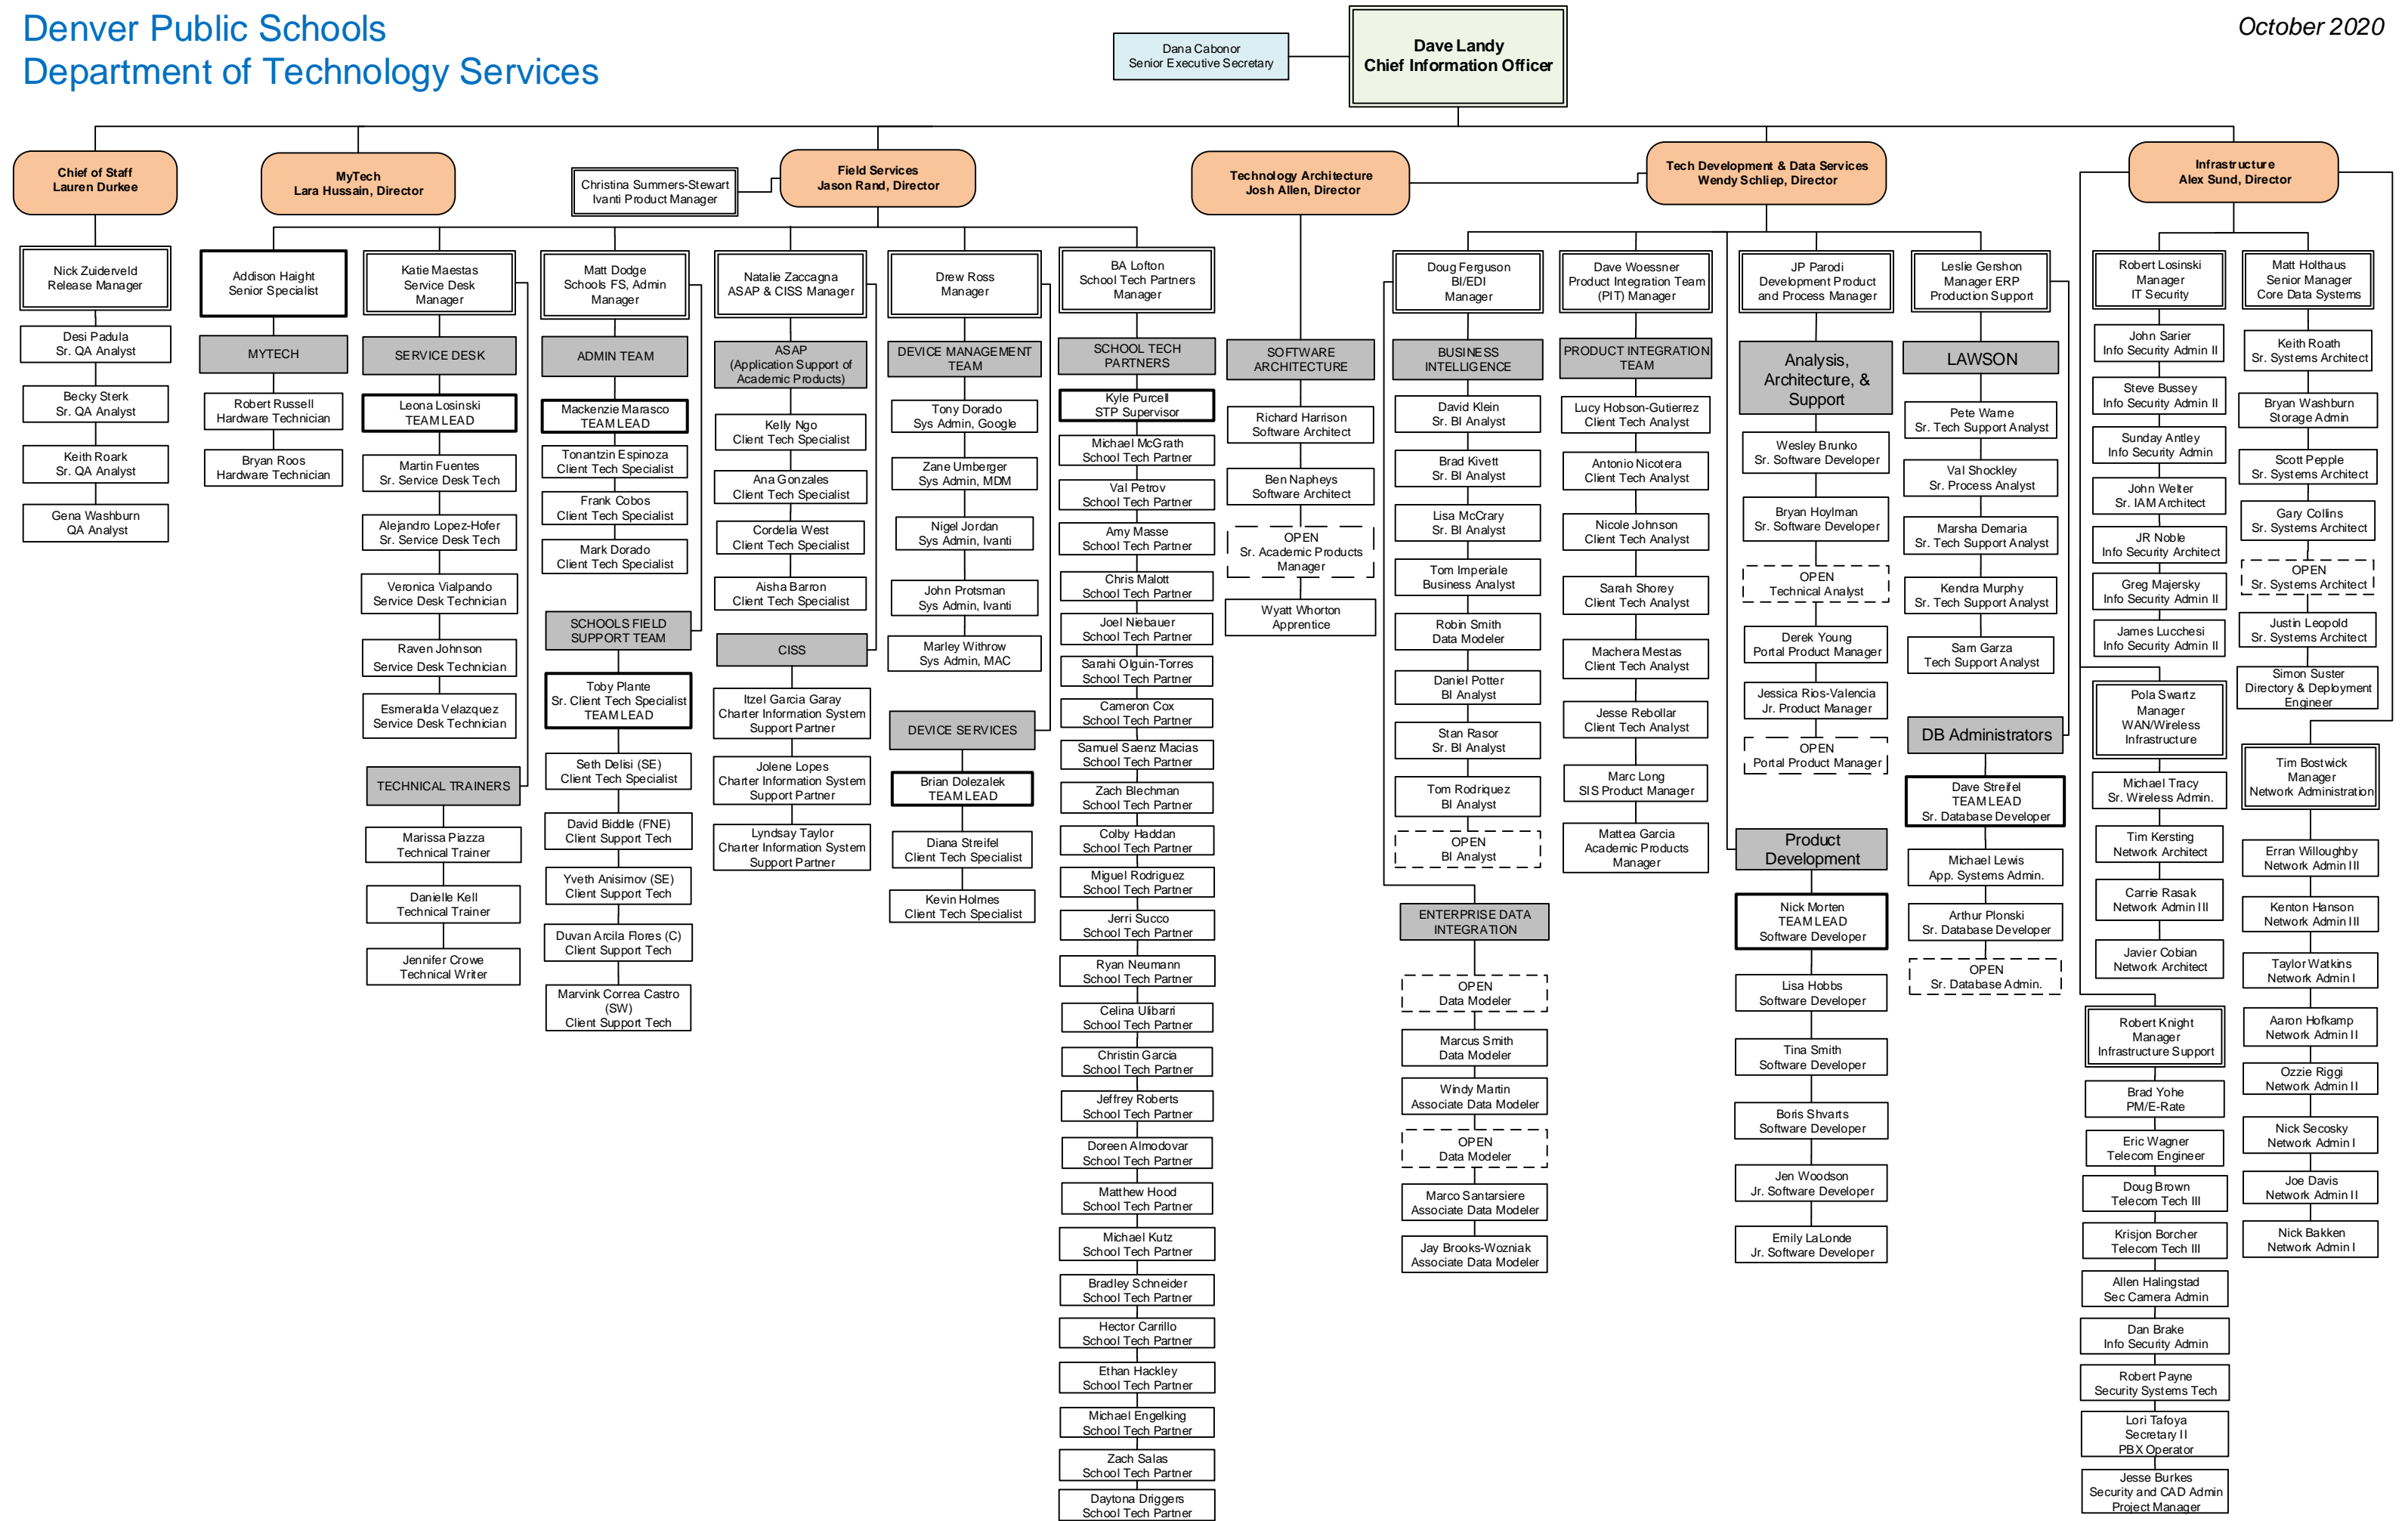 Denver Public Schools
Department of Technology Services
October 2020
Dana Cabonor
Senior Executive Secretary
Dave Landy
Chief Information Officer
Chief of Staff
Lauren Durkee
MyTech
Lara Hussain, Director
Christina Summers-Stewart
Ivanti Product Manager
Field Services
Jason Rand, Director
Technology Architecture
Josh Allen, Director
Tech Development & Data Services
Wendy Schliep, Director
Infrastructure
Alex Sund, Director
Nick Zuiderveld
Release Manager
Desi Padula
Sr. QA Analyst
Becky Sterk
Sr. QA Analyst
Keith Roark
Sr. QA Analyst
Gena Washburn
QA Analyst
Addison Haight
Senior Specialist
MYTECH
Robert Russell
Hardware Technician
Bryan Roos
Hardware Technician
Katie Maestas
Service Desk
Manager
SERVICE DESK
Leona Losinski
TEAM LEAD
Martin Fuentes
Sr. Service Desk Tech
Alejandro Lopez-Hofer
Sr. Service Desk Tech
Veronica Vialpando
Service Desk Technician
Raven Johnson
Service Desk Technician
Esmeralda Velazquez
Service Desk Technician
TECHNICAL TRAINERS
Marissa Piazza
Technical Trainer
Danielle Kell
Technical Trainer
Jennifer Crowe
Technical Writer
Matt Dodge
Schools FS, Admin
Manager
ADMIN TEAM
Mackenzie Marasco
TEAM LEAD
Tonantzin Espinoza
Client Tech Specialist
Frank Cobos
Client Tech Specialist
Mark Dorado
Client Tech Specialist
SCHOOLS FIELD
SUPPORT TEAM
Toby Plante
Sr. Client Tech Specialist
TEAM LEAD
Seth Delisi (SE)
Client Tech Specialist
David Biddle (FNE)
Client Support Tech
Yveth Anisimov (SE)
Client Support Tech
Duvan Arcila Flores (C)
Client Support Tech
Marvink Correa Castro
(SW)
Client Support Tech
Natalie Zaccagna
ASAP & CISS Manager
ASAP
(Application Support of
Academic Products)
Kelly Ngo
Client Tech Specialist
Ana Gonzales
Client Tech Specialist
Cordelia West
Client Tech Specialist
Aisha Barron
Client Tech Specialist
CISS
Itzel Garcia Garay
Charter Information System
Support Partner
Jolene Lopes
Charter Information System
Support Partner
Lyndsay Taylor
Charter Information System
Support Partner
Drew Ross
Manager
DEVICE MANAGEMENT
TEAM
Tony Dorado
Sys Admin, Google
Zane Umberger
Sys Admin, MDM
Nigel Jordan
Sys Admin, Ivanti
John Protsman
Sys Admin, Ivanti
Marley Withrow
Sys Admin, MAC
DEVICE SERVICES
Brian Dolezalek
TEAM LEAD
Diana Streifel
Client Tech Specialist
Kevin Holmes
Client Tech Specialist
BA Lofton
School Tech Partners
Manager
SCHOOL TECH
PARTNERS
Kyle Purcell
STP Supervisor
Michael McGrath
School Tech Partner
Val Petrov
School Tech Partner
Amy Masse
School Tech Partner
Chris Malott
School Tech Partner
Joel Niebauer
School Tech Partner
Sarahi Olguin-Torres
School Tech Partner
Cameron Cox
School Tech Partner
Samuel Saenz Macias
School Tech Partner
Zach Blechman
School Tech Partner
Colby Haddan
School Tech Partner
Miguel Rodriguez
School Tech Partner
Jerri Succo
School Tech Partner
Ryan Neumann
School Tech Partner
Celina Ulibarri
School Tech Partner
Christin Garcia
School Tech Partner
Jeffrey Roberts
School Tech Partner
Doreen Almodovar
School Tech Partner
Matthew Hood
School Tech Partner
Michael Kutz
School Tech Partner
Bradley Schneider
School Tech Partner
Hector Carrillo
School Tech Partner
Ethan Hackley
School Tech Partner
Michael Engelking
School Tech Partner
Zach Salas
School Tech Partner
Daytona Driggers
School Tech Partner
SOFTWARE
ARCHITECTURE
Richard Harrison
Software Architect
Ben Napheys
Software Architect
OPEN
Sr. Academic Products
Manager
Wyatt Whorton
Apprentice
Doug Ferguson
BI/EDI
Manager
BUSINESS
INTELLIGENCE
David Klein
Sr. BI Analyst
Brad Kivett
Sr. BI Analyst
Lisa McCrary
Sr. BI Analyst
Tom Imperiale
Business Analyst
Robin Smith
Data Modeler
Daniel Potter
BI Analyst
Stan Rasor
Sr. BI Analyst
Tom Rodriquez
BI Analyst
OPEN
BI Analyst
ENTERPRISE DATA
INTEGRATION
OPEN
Data Modeler
Marcus Smith
Data Modeler
Windy Martin
Associate Data Modeler
OPEN
Data Modeler
Marco Santarsiere
Associate Data Modeler
Jay Brooks-Wozniak
Associate Data Modeler
Dave Woessner
Product Integration Team
(PIT) Manager
PRODUCT INTEGRATION
TEAM
Lucy Hobson-Gutierrez
Client Tech Analyst
Antonio Nicotera
Client Tech Analyst
Nicole Johnson
Client Tech Analyst
Sarah Shorey
Client Tech Analyst
Machera Mestas
Client Tech Analyst
Jesse Rebollar
Client Tech Analyst
Marc Long
SIS Product Manager
Mattea Garcia
Academic Products
Manager
JP Parodi
Development Product
and Process Manager
Analysis,
Architecture, &
Support
Wesley Brunko
Sr. Software Developer
Bryan Hoylman
Sr. Software Developer
OPEN
Technical Analyst
Derek Young
Portal Product Manager
Jessica Rios-Valencia
Jr. Product Manager
OPEN
Portal Product Manager
Product
Development
Nick Morten
TEAM LEAD
Software Developer
Lisa Hobbs
Software Developer
Tina Smith
Software Developer
Boris Shvarts
Software Developer
Jen Woodson
Jr. Software Developer
Emily LaLonde
Jr. Software Developer
Leslie Gershon
Manager ERP
Production Support
LAWSON
Pete Warne
Sr. Tech Support Analyst
Val Shockley
Sr. Process Analyst
Marsha Demaria
Sr. Tech Support Analyst
Kendra Murphy
Sr. Tech Support Analyst
Sam Garza
Tech Support Analyst
DB Administrators
Dave Streifel
TEAM LEAD
Sr. Database Developer
Michael Lewis
App. Systems Admin.
Arthur Plonski
Sr. Database Developer
OPEN
Sr. Database Admin.
Robert Losinski
Manager
IT Security
John Sarier
Info Security Admin II
Steve Bussey
Info Security Admin II
Sunday Antley
Info Security Admin
John Welter
Sr. IAM Architect
JR Noble
Info Security Architect
Greg Majersky
Info Security Admin II
James Lucchesi
Info Security Admin II
Pola Swartz
Manager
WAN/Wireless
Infrastructure
Michael Tracy
Sr. Wireless Admin.
Tim Kersting
Network Architect
Carrie Rasak
Network Admin III
Javier Cobian
Network Architect
Robert Knight
Manager
Infrastructure Support
Brad Yohe
PM/E-Rate
Eric Wagner
Telecom Engineer
Doug Brown
Telecom Tech III
Krisjon Borcher
Telecom Tech III
Allen Halingstad
Sec Camera Admin
Dan Brake
Info Security Admin
Robert Payne
Security Systems Tech
Lori Tafoya
Secretary II
PBX Operator
Jesse Burkes
Security and CAD Admin
Project Manager
Matt Holthaus
Senior Manager
Core Data Systems
Keith Roath
Sr. Systems Architect
Bryan Washburn
Storage Admin
Scott Pepple
Sr. Systems Architect
Gary Collins
Sr. Systems Architect
OPEN
Sr. Systems Architect
Justin Leopold
Sr. Systems Architect
Simon Suster
Directory & Deployment
Engineer
Tim Bostwick
Manager
Network Administration
Erran Willoughby
Network Admin III
Kenton Hanson
Network Admin III
Taylor Watkins
Network Admin I
Aaron Hofkamp
Network Admin II
Ozzie Riggi
Network Admin II
Nick Secosky
Network Admin I
Joe Davis
Network Admin II
Nick Bakken
Network Admin I